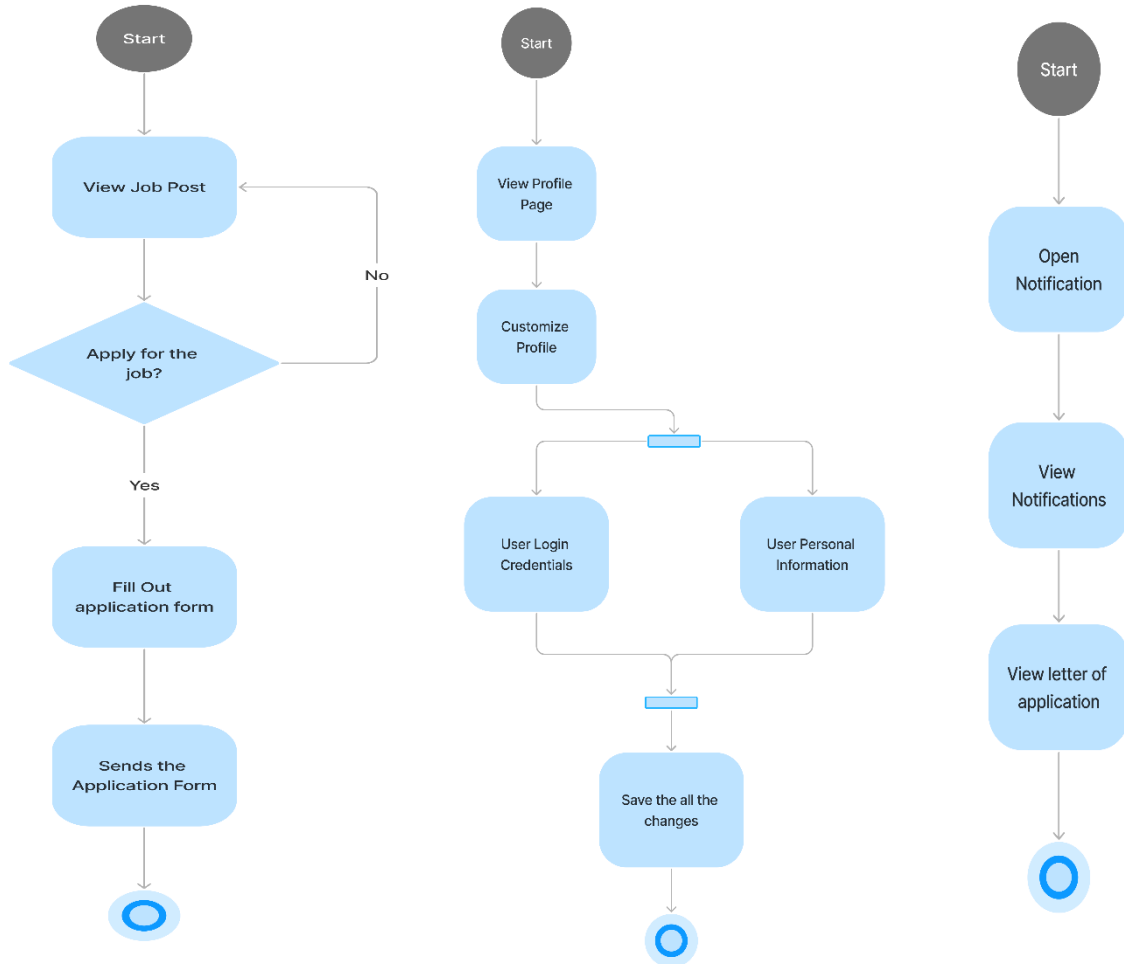 Start
View Job Post
No
Apply for the
job?
Yes
Fill Out
application form
Sends the
Application Form
Start
View Profile
Page
Customize
Profile
User Login
Credentials
User Personal
Information
Save the all the
changes
Start
Open
Notification
View
Notifications
View letter of
application